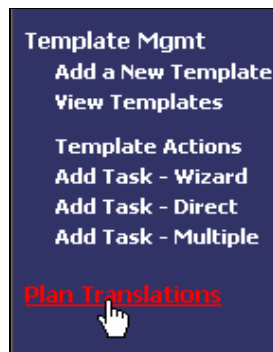 Template Mgmt
Add a New Template
View Templates
Template Actions
Add Task - Wizard
Add Task - Direct
Add Task - Multiple
Plan Translations